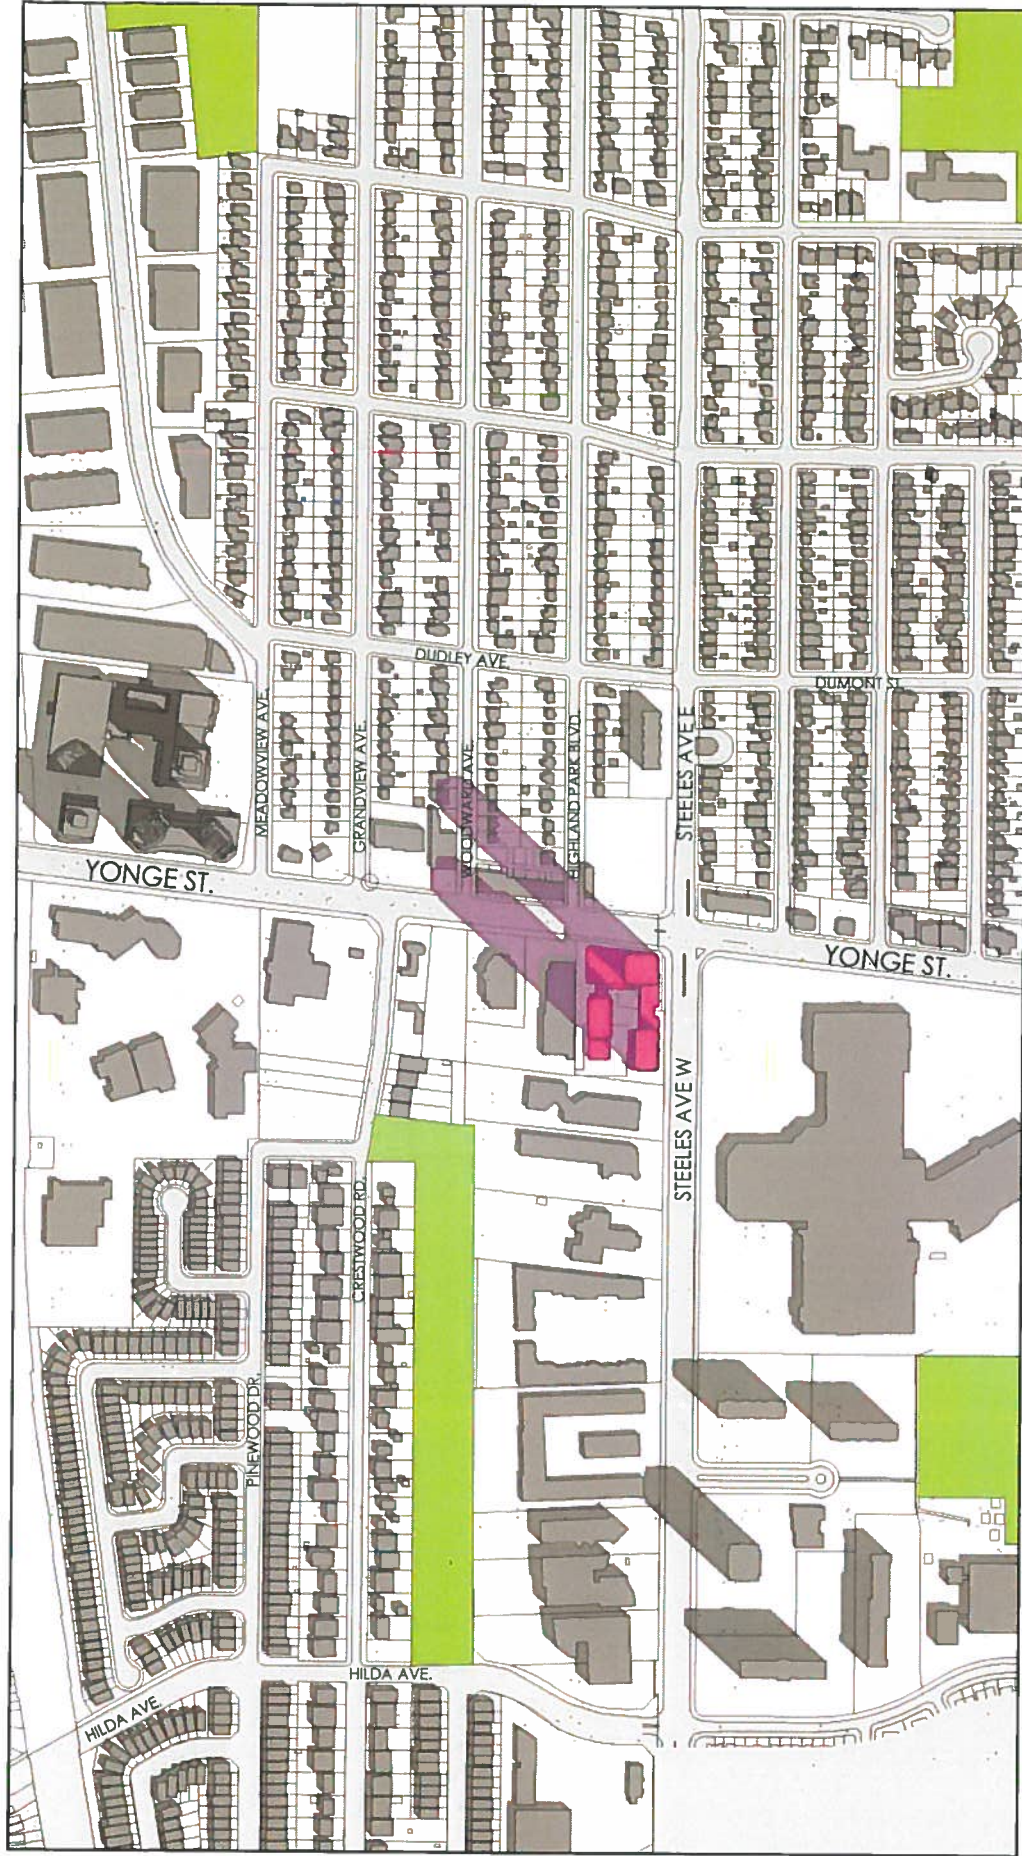 DUDLEY AVE.
DUMONT ST.
MEADOWVIEW AVE.
GRANDVIEW AVE.
WOODWARD AVE.
HIGHLAND PARK BLVD.
STEELES AVE E
YONGE ST.
YONGE ST.
STEELES AVE W
CRESTWOOD RD.
PINEWOOD DR.
HILDA AVE.
HILDA AVE.